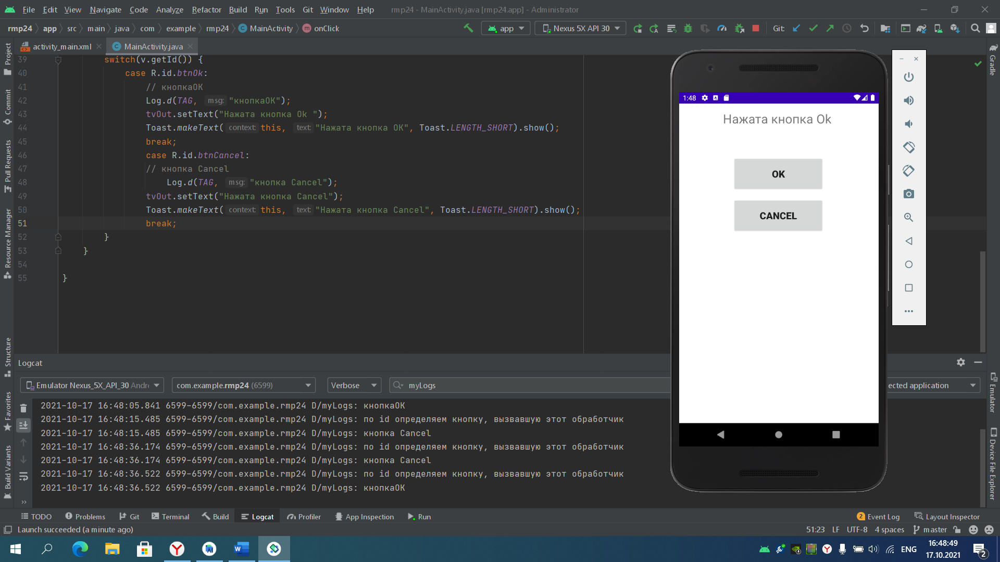 File Edit View Navigate Code Analyze Refactor Build Run Tools Git Window Help rmp24 - MainActivity.java [rmp24.app] - Administrator
rmp24 app src main java com example rmp24 MainActivity onClick app Nexus 5X API 30 Git:
activity_main.xml MainActivity.java
39 switch(v.getId()) {
40 case R.id.btnOk:
41 // кнопкаОК
42 Log.d(TAG, msg: "кнопкаОК");
43 tvOut.setText("Нажата кнопка Ok ");
44 Toast.makeText( context: this, text: "Нажата кнопка ОК", Toast.LENGTH_SHORT).show();
45 break;
46 case R.id.btnCancel:
47 // кнопка Cancel
48 Log.d(TAG, msg: "кнопка Cancel");
49 tvOut.setText("Нажата кнопка Cancel");
50 Toast.makeText( context: this, text: "Нажата кнопка Cancel", Toast.LENGTH_SHORT).show();
51 break;
52 }
53 }
54
55 }
Project
Commit
Pull Requests
Resource Manager
Structure
Favorites
Build Variants
Gradle
Emulator
Device File Explorer
1:48
Нажата кнопка Ok
OK
CANCEL
Logcat
Emulator Nexus_5X_API_30 Andr com.example.rmp24 (6599) Verbose myLogs ected application
2021-10-17 16:48:05.841 6599-6599/com.example.rmp24 D/myLogs: кнопкаОК
2021-10-17 16:48:15.485 6599-6599/com.example.rmp24 D/myLogs: по id определяем кнопку, вызвавшую этот обработчик
2021-10-17 16:48:15.485 6599-6599/com.example.rmp24 D/myLogs: кнопка Cancel
2021-10-17 16:48:36.174 6599-6599/com.example.rmp24 D/myLogs: по id определяем кнопку, вызвавшую этот обработчик
2021-10-17 16:48:36.174 6599-6599/com.example.rmp24 D/myLogs: кнопка Cancel
2021-10-17 16:48:36.522 6599-6599/com.example.rmp24 D/myLogs: по id определяем кнопку, вызвавшую этот обработчик
2021-10-17 16:48:36.522 6599-6599/com.example.rmp24 D/myLogs: кнопкаОК
TODO Problems Git Terminal Build Logcat Profiler App Inspection Run 2 Event Log Layout Inspector
Launch succeeded (a minute ago) 51:23 LF UTF-8 4 spaces master
ENG 16:48:49
17.10.2021 2